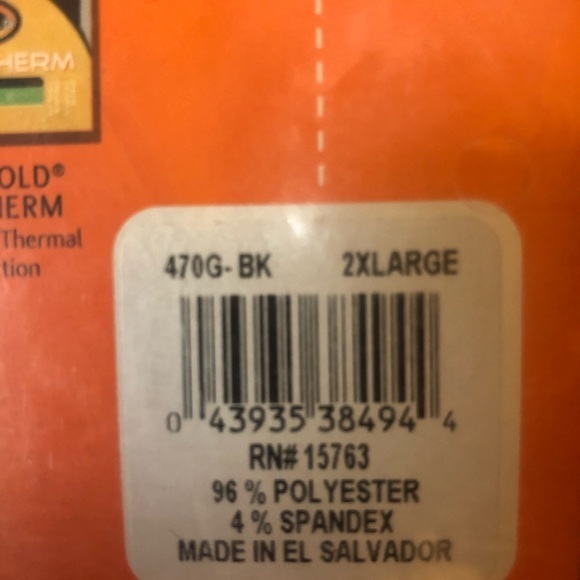 HERM
OLD®
HERM
Thermal
tion
470G-BK 2XLARGE
0 43935 38494 4
RN# 15763
96 % POLYESTER
4 % SPANDEX
MADE IN EL SALVADOR